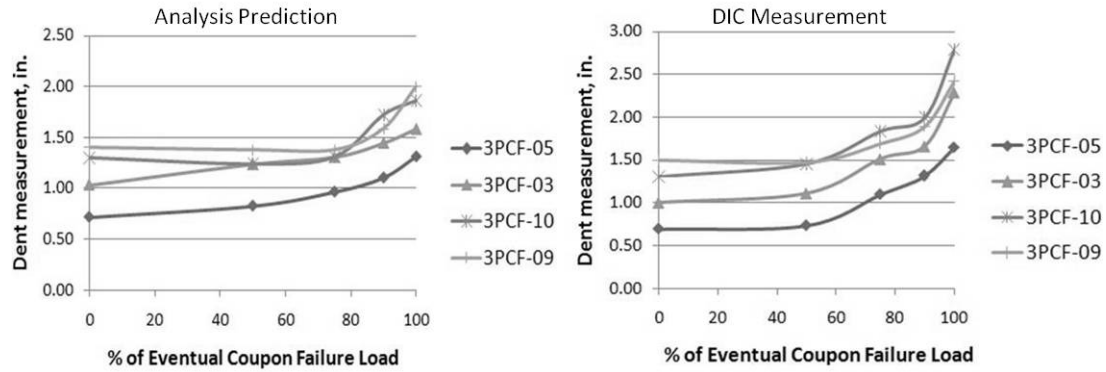 Analysis Prediction
Dent measurement, in.
2.50
2.00
1.50
1.00
0.50
0.00
0 20 40 60 80 100
% of Eventual Coupon Failure Load
3PCF-05
3PCF-03
3PCF-10
3PCF-09
DIC Measurement
Dent measurement, in.
3.00
2.50
2.00
1.50
1.00
0.50
0.00
0 20 40 60 80 100
% of Eventual Coupon Failure Load
3PCF-05
3PCF-03
3PCF-10
3PCF-09